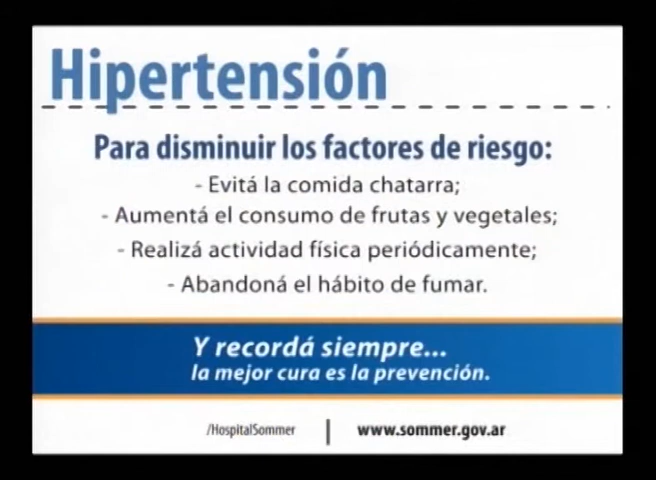 Hipertensión
Para disminuir los factores de riesgo:
- Evitá la comida chatarra;
- Aumentá el consumo de frutas y vegetales;
- Realizá actividad física periódicamente;
- Abandoná el hábito de fumar.
Y recordá siempre...
la mejor cura es la prevención.
/HospitalSommer | www.sommer.gov.ar